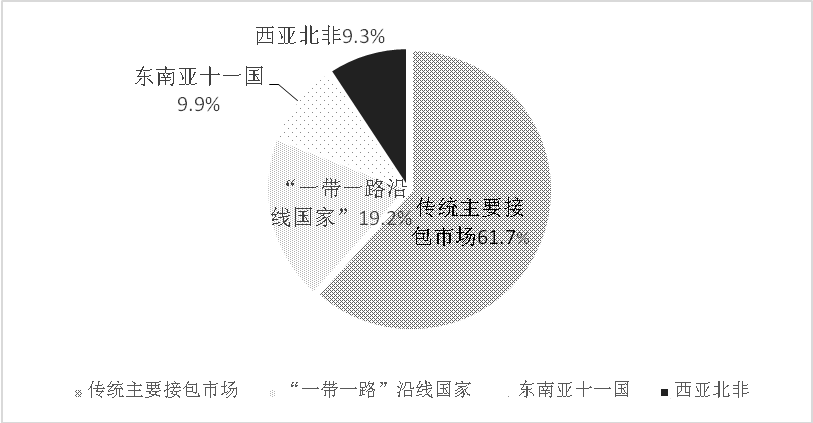 西亚北非9.3%
东南亚十一国
9.9%
“一带一路沿
线国家”19.2%
传统主要接
包市场61.7%
传统主要接包市场 “一带一路”沿线国家 东南亚十一国 西亚北非